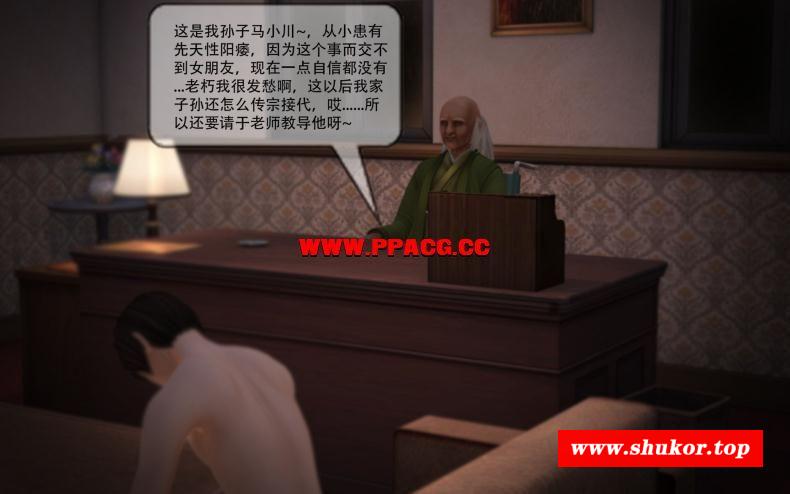 这是我孙子马小川~，从小患有
先天性阳痿，因为这个事而交不
到女朋友，现在一点自信都没有
...老朽我很发愁啊，这以后我家
子孙还怎么传宗接代，哎......所
以还要请于老师教导他呀~
WWW.PPACG.CC
www.shukor.top